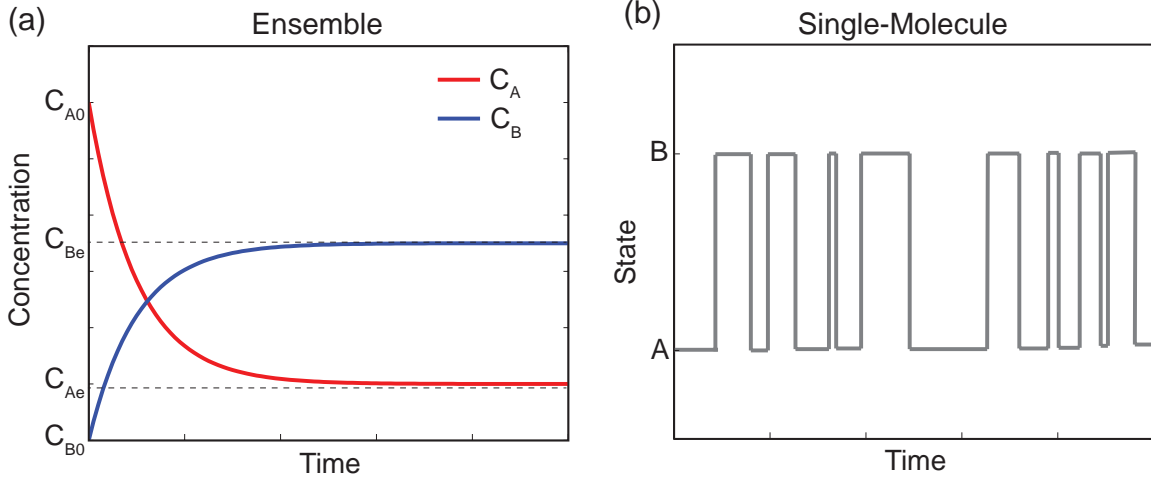 (a)
Ensemble
Concentration
C_A0
C_Be
C_Ae
C_B0
C_A
C_B
Time
(b)
Single-Molecule
State
B
A
Time